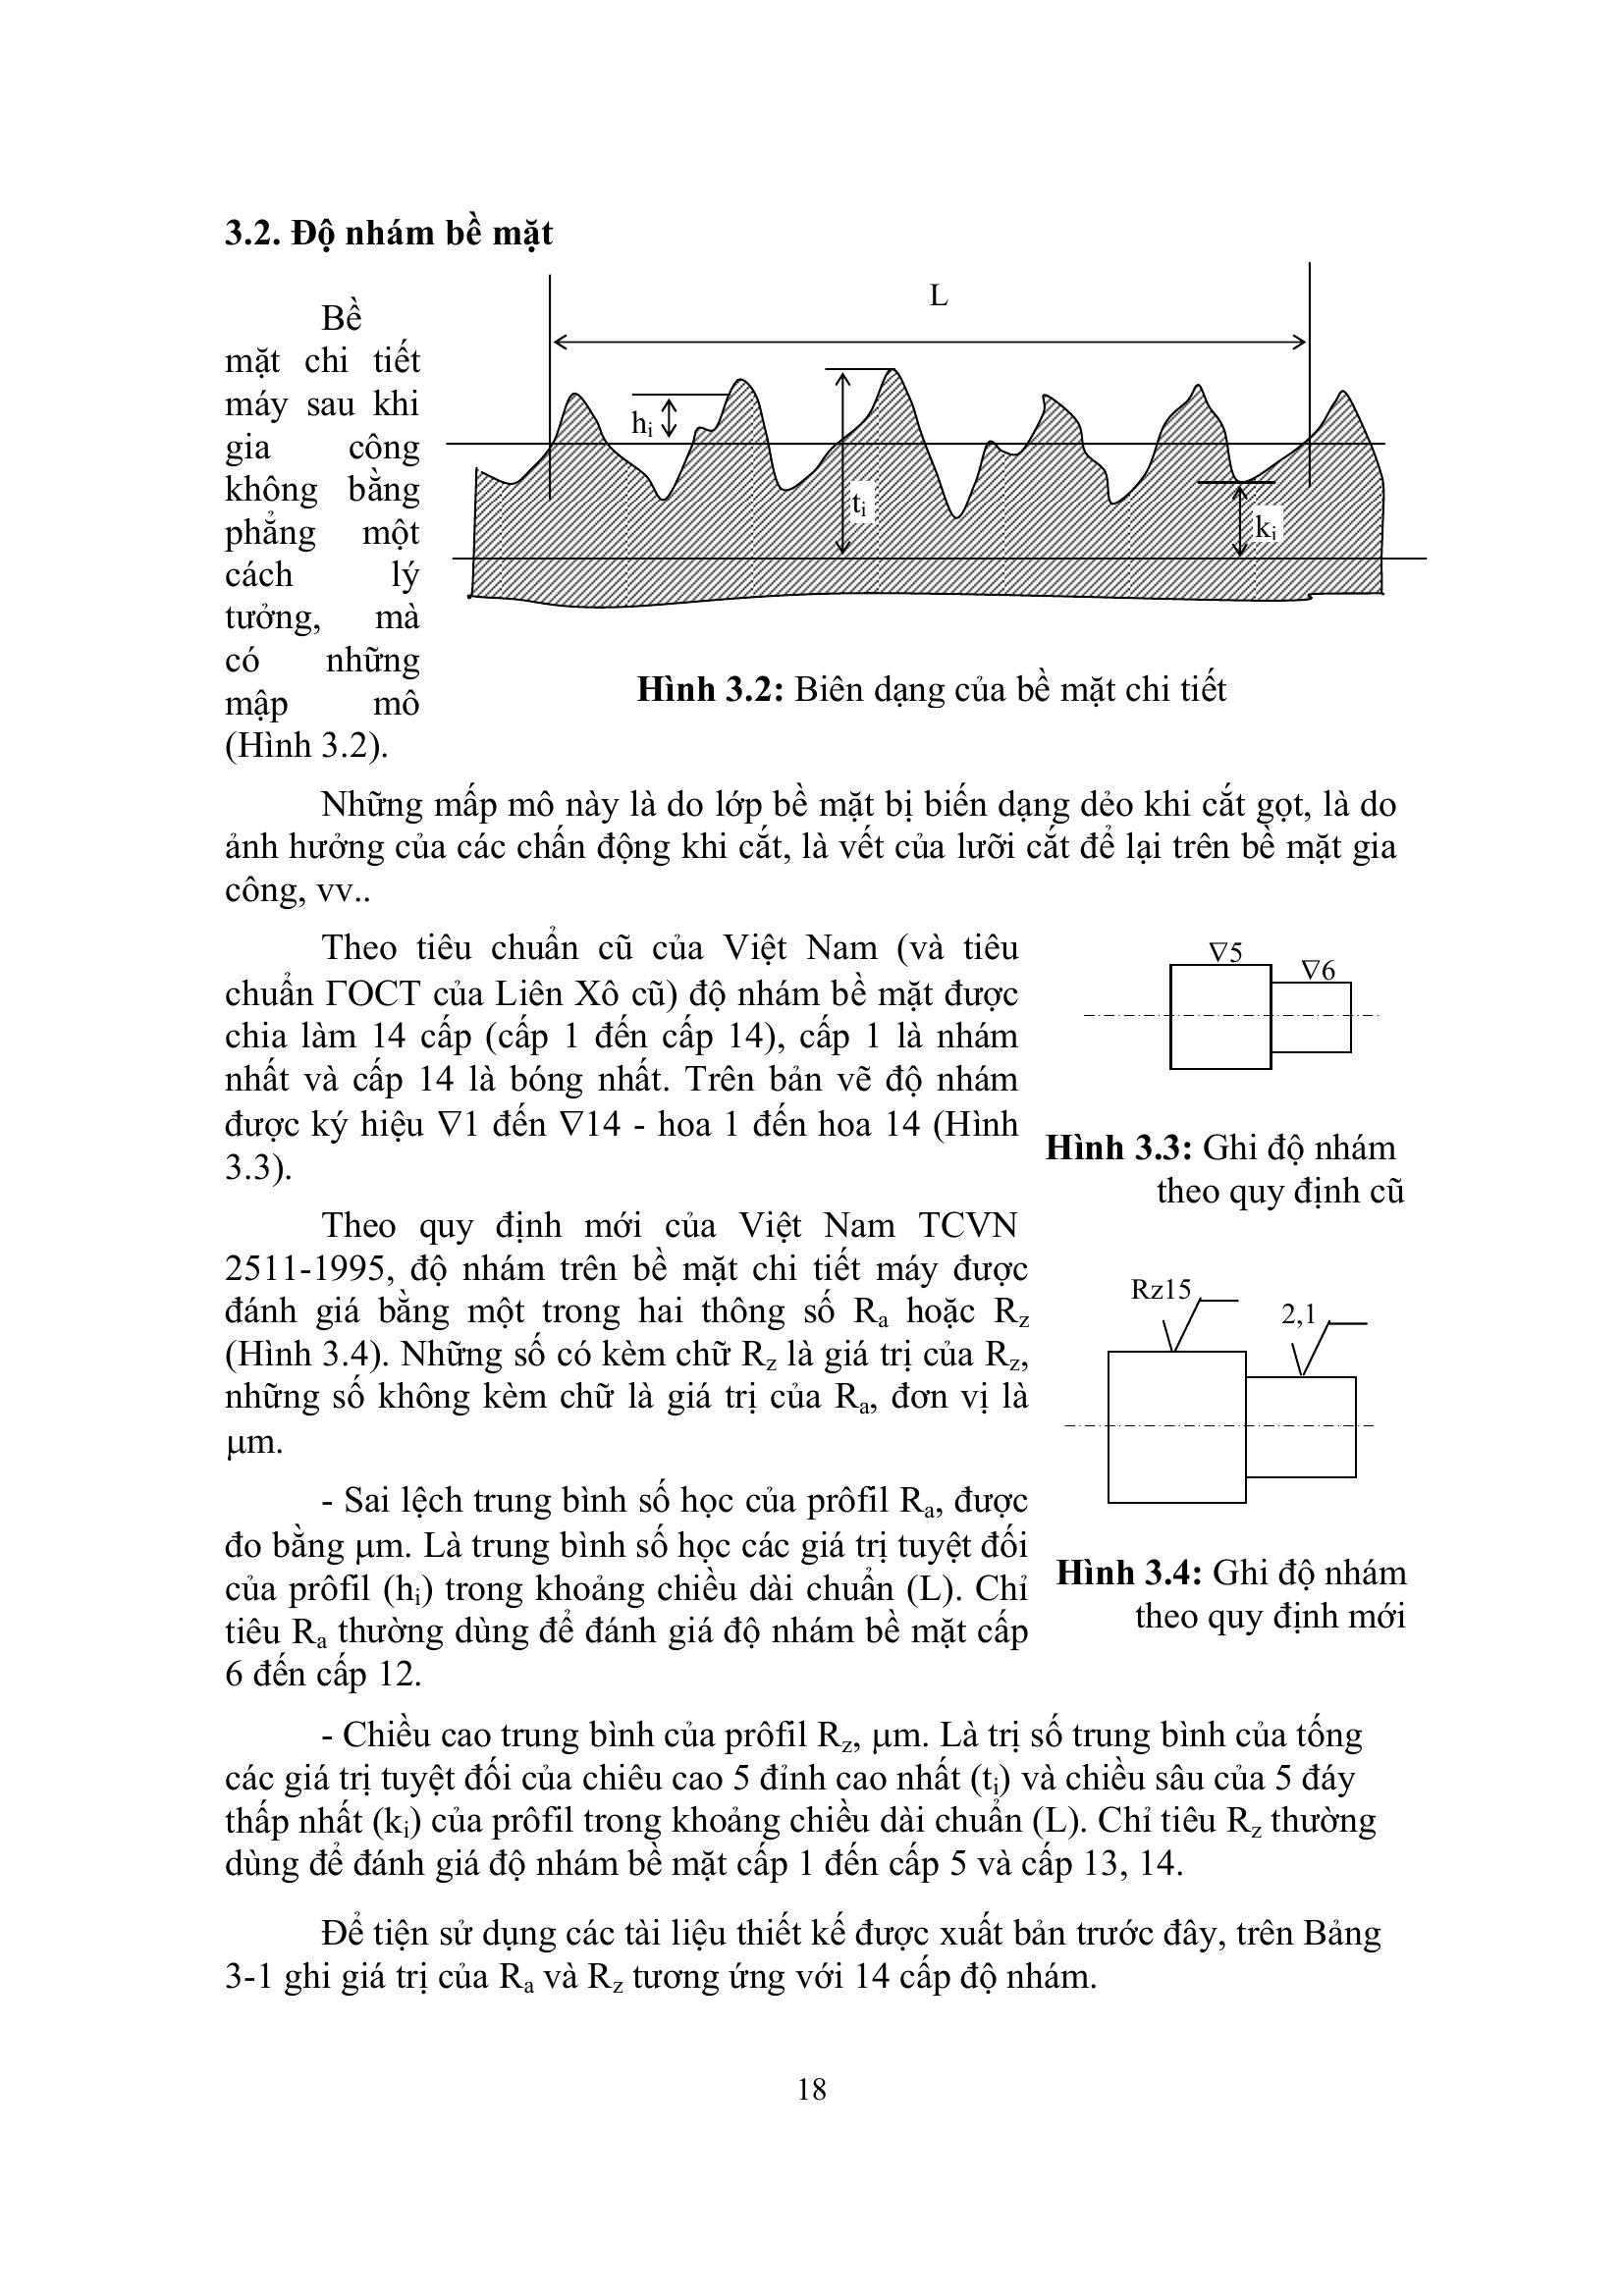 3.2. Độ nhám bề mặt
L
hi
ti
ki
Hình 3.2: Biên dạng của bề mặt chi tiết
Bề
mặt chi tiết
máy sau khi
gia công
không bằng
phẳng một
cách lý
tưởng, mà
có những
mập mô
(Hình 3.2).
Những mấp mô này là do lớp bề mặt bị biến dạng dẻo khi cắt gọt, là do
ảnh hưởng của các chấn động khi cắt, là vết của lưỡi cắt để lại trên bề mặt gia
công, vv..
Theo tiêu chuẩn cũ của Việt Nam (và tiêu
chuẩn ГОСТ của Liên Xô cũ) độ nhám bề mặt được
chia làm 14 cấp (cấp 1 đến cấp 14), cấp 1 là nhám
nhất và cấp 14 là bóng nhất. Trên bản vẽ độ nhám
được ký hiệu ∇1 đến ∇14 - hoa 1 đến hoa 14 (Hình
3.3).
∇5
∇6
Hình 3.3: Ghi độ nhám
theo quy định cũ
Theo quy định mới của Việt Nam TCVN
2511-1995, độ nhám trên bề mặt chi tiết máy được
đánh giá bằng một trong hai thông số Ra hoặc Rz
(Hình 3.4). Những số có kèm chữ Rz là giá trị của Rz,
những số không kèm chữ là giá trị của Ra, đơn vị là
μm.
Rz15
2,1
Hình 3.4: Ghi độ nhám
theo quy định mới
- Sai lệch trung bình số học của prôfil Ra, được
đo bằng μm. Là trung bình số học các giá trị tuyệt đối
của prôfil (hi) trong khoảng chiều dài chuẩn (L). Chỉ
tiêu Ra thường dùng để đánh giá độ nhám bề mặt cấp
6 đến cấp 12.
- Chiều cao trung bình của prôfil Rz, μm. Là trị số trung bình của tổng
các giá trị tuyệt đối của chiêu cao 5 đỉnh cao nhất (ti) và chiều sâu của 5 đáy
thấp nhất (ki) của prôfil trong khoảng chiều dài chuẩn (L). Chỉ tiêu Rz thường
dùng để đánh giá độ nhám bề mặt cấp 1 đến cấp 5 và cấp 13, 14.
Để tiện sử dụng các tài liệu thiết kế được xuất bản trước đây, trên Bảng
3-1 ghi giá trị của Ra và Rz tương ứng với 14 cấp độ nhám.
18